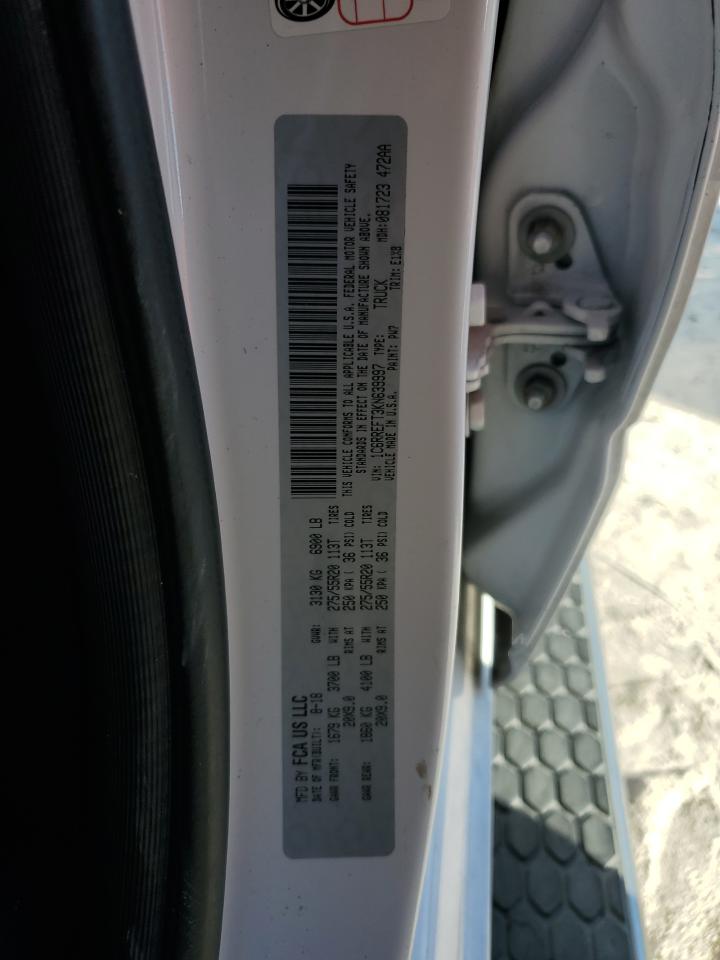 MFD BY FCA US LLC
DATE OF MFR(BUILT): 8-18 GVWR: 3130 KG 6900 LB
GAWR FRONT: 1679 KG 3700 LB WITH 275/55R20 113T TIRES
20X9.0 RIMS AT 250 KPA ( 36 PSI) COLD
GAWR REAR: 1860 KG 4100 LB WITH 275/55R20 113T TIRES
20X9.0 RIMS AT 250 KPA ( 36 PSI) COLD
THIS VEHICLE CONFORMS TO ALL APPLICABLE U.S.A. FEDERAL MOTOR VEHICLE SAFETY
STANDARDS IN EFFECT ON THE DATE OF MANUFACTURE SHOWN ABOVE.
VIN: 1C6RREFT3KN639997 TYPE: TRUCK MDH:081723 472AA
VEHICLE MADE IN U.S.A. PAINT: PW7 TRIM: E1X8